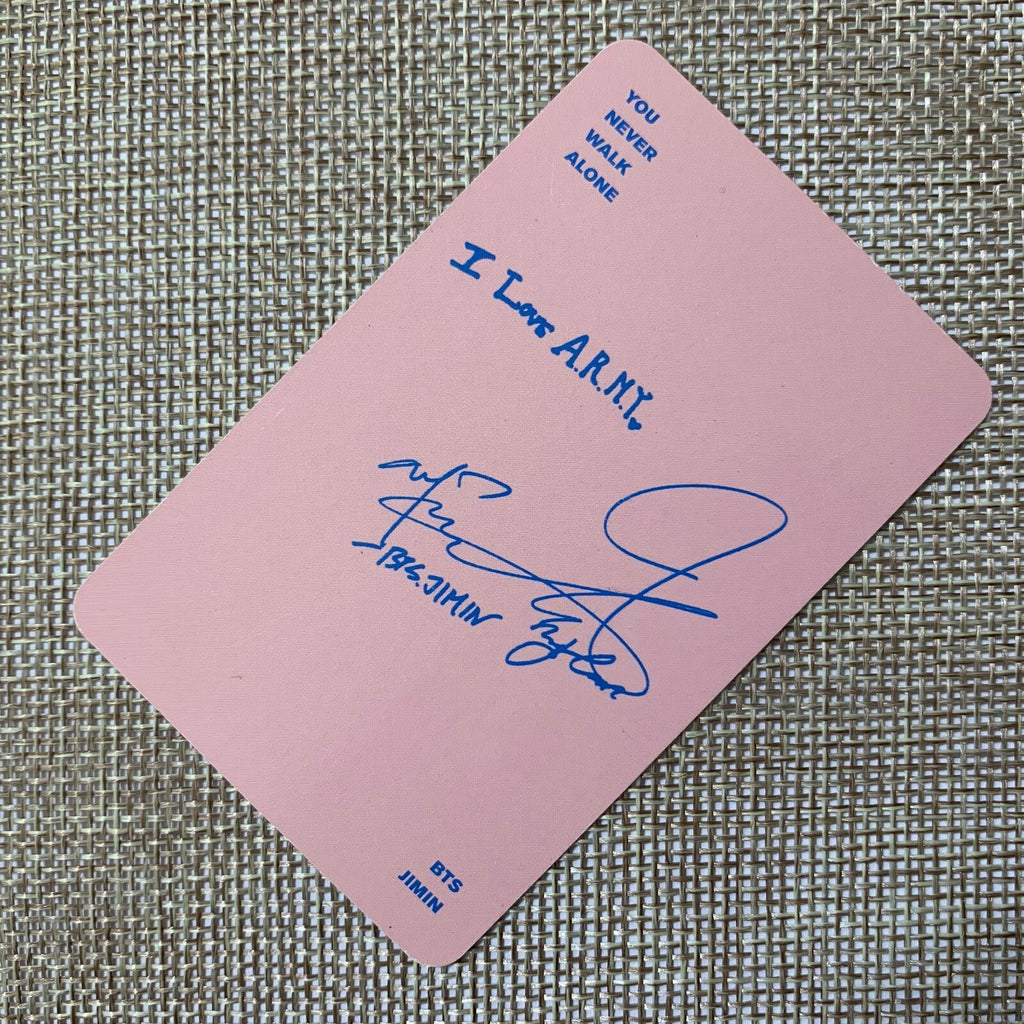 YOU
NEVER
WALK
ALONE
I Love A.R.M.Y.
BTS.JIMIN
BTS
JIMIN